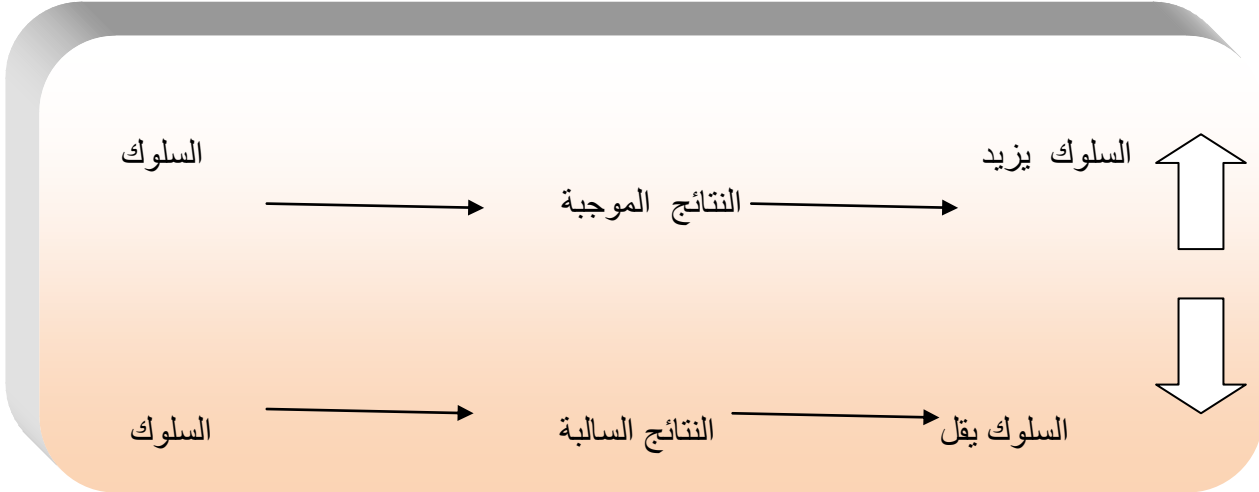 السلوك
النتائج الموجبة
السلوك يزيد
السلوك
النتائج السالبة
السلوك يقل